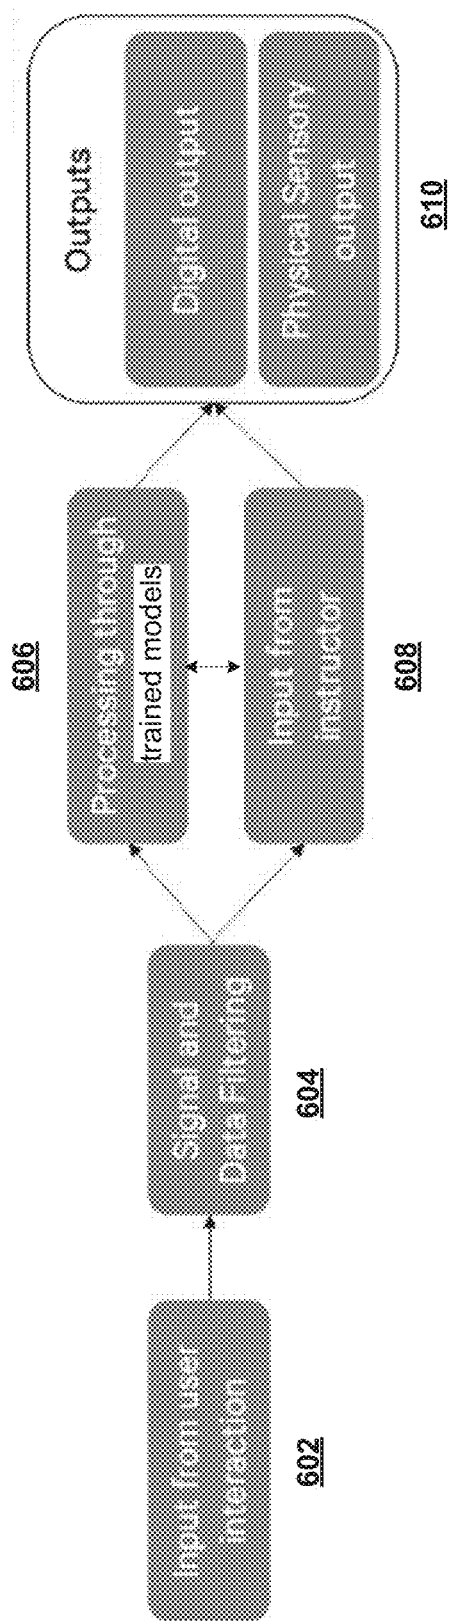 Input from user
interaction
602
Signal and
Data Filtering
604
606
Processing through
trained models
Input from
instructor
608
Outputs
Digital output
Physical Sensory
output
610